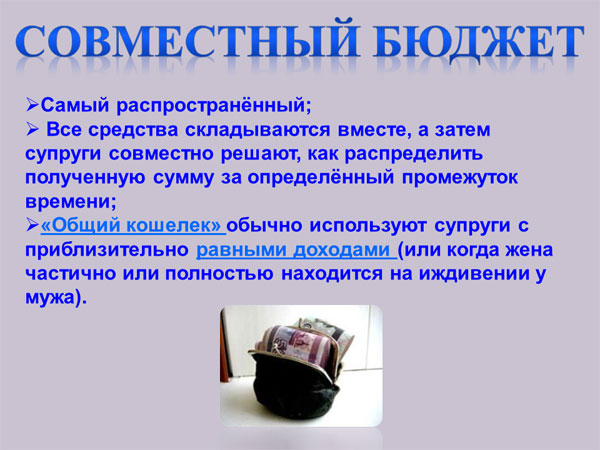 СОВМЕСТНЫЙ БЮДЖЕТ
➢Самый распространённый;
➢ Все средства складываются вместе, а затем
супруги совместно решают, как распределить
полученную сумму за определённый промежуток
времени;
➢«Общий кошелек» обычно используют супруги с
приблизительно равными доходами (или когда жена
частично или полностью находится на иждивении у
мужа).